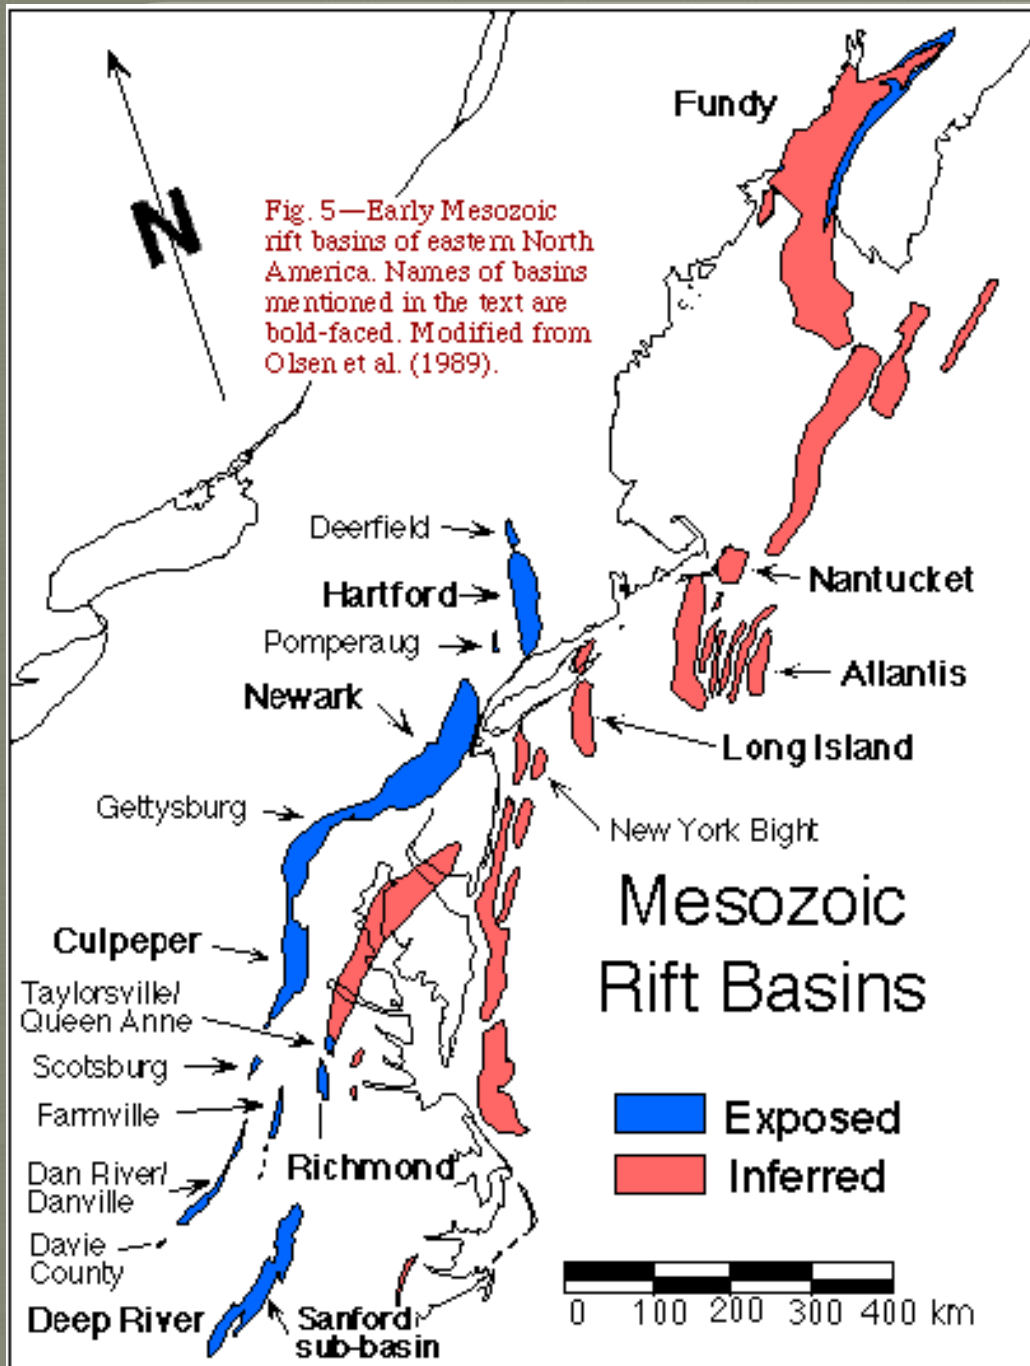 Fundy
N
Fig. 5—Early Mesozoic
rift basins of eastern North
America. Names of basins
mentioned in the text are
bold-faced. Modified from
Olsen et al. (1989).
Deerfield
Hartford
Nantucket
Pomperaug
Atlantis
Newark
Long Island
Gettysburg
New York Bight
Mesozoic
Rift Basins
Culpeper
Taylorsville/
Queen Anne
Scotsburg
Farmville
Exposed
Inferred
Richmond
Dan River/
Danville
Davie
County
Deep River
Sanford
sub-basin
0 100 200 300 400 km